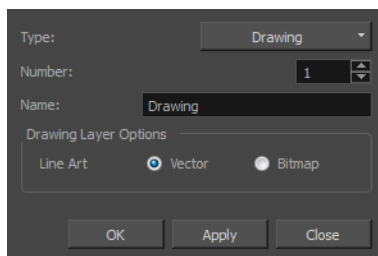 Type: Drawing
Number: 1
Name: Drawing
Drawing Layer Options
Line Art Vector Bitmap
OK Apply Close